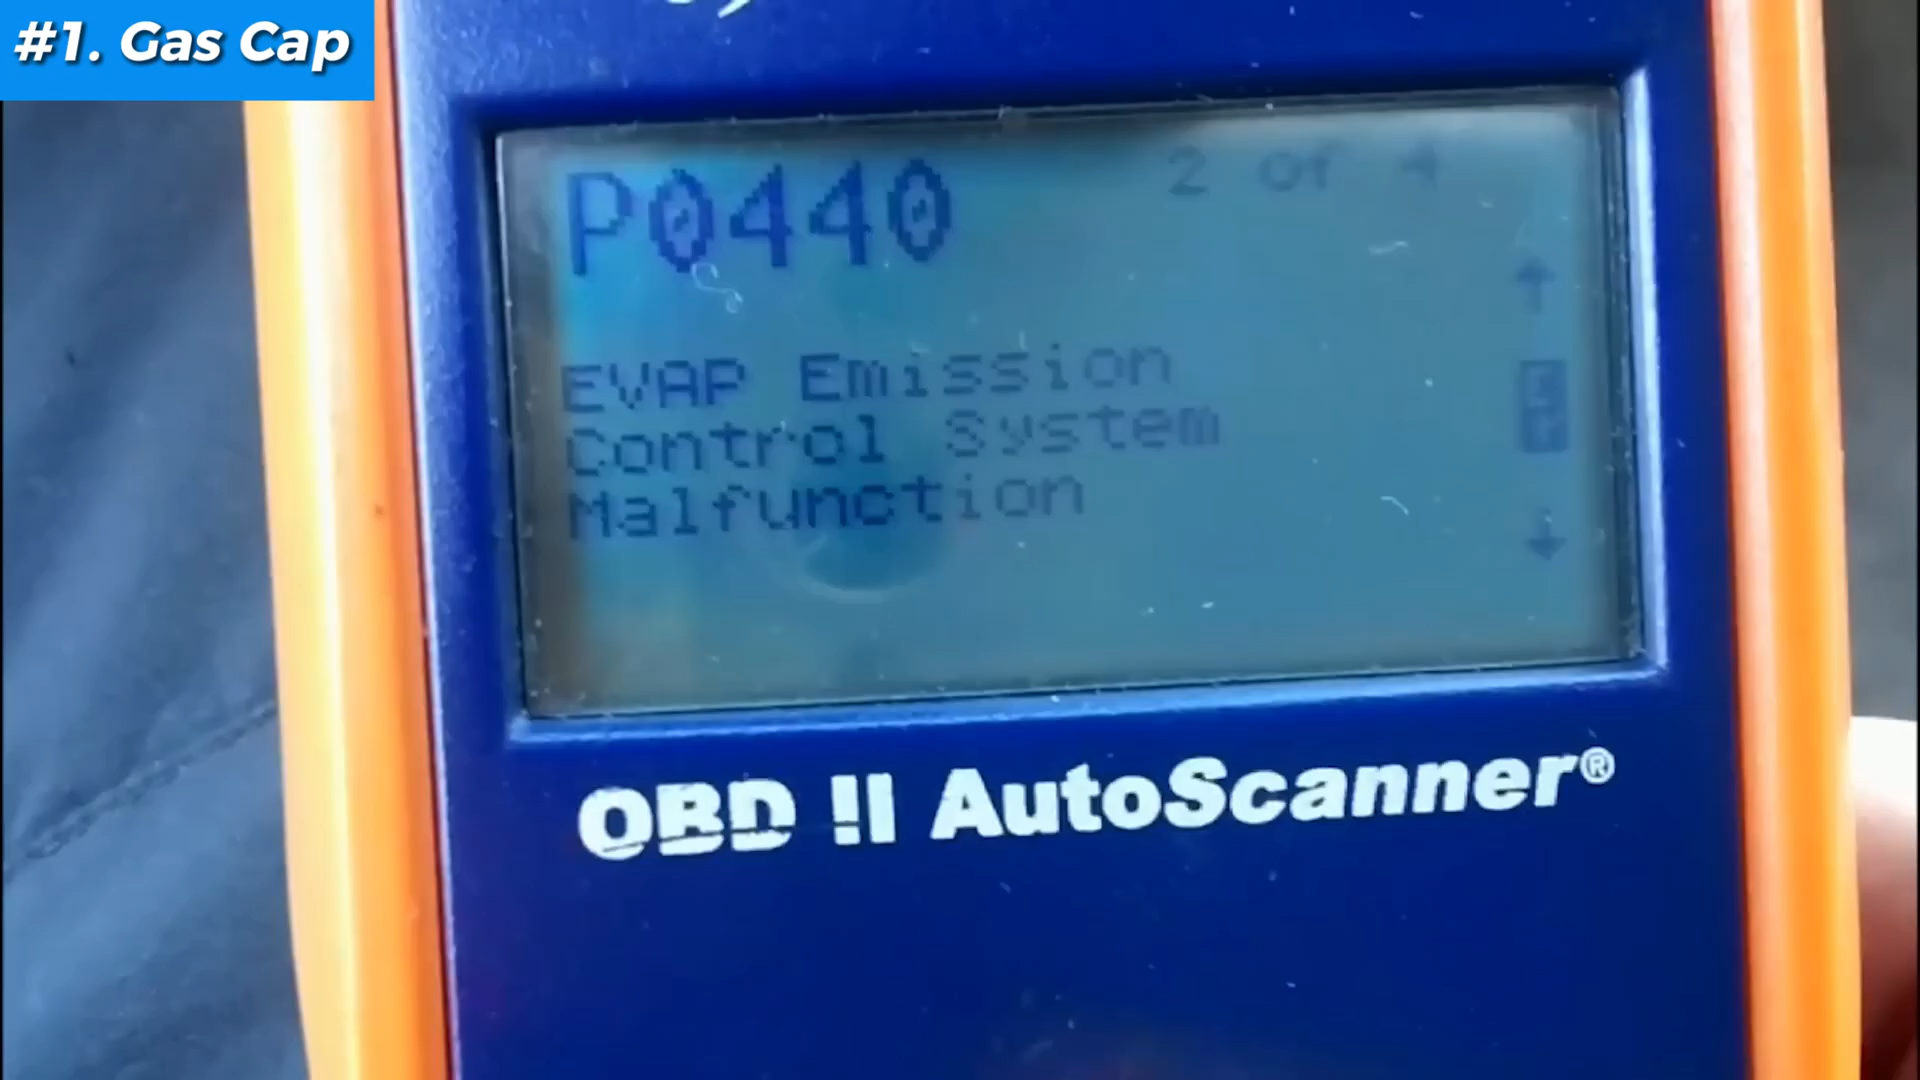 #1. Gas Cap
P0440
2 of 4
EVAP Emission
Control System
Malfunction
OBD II AutoScanner®